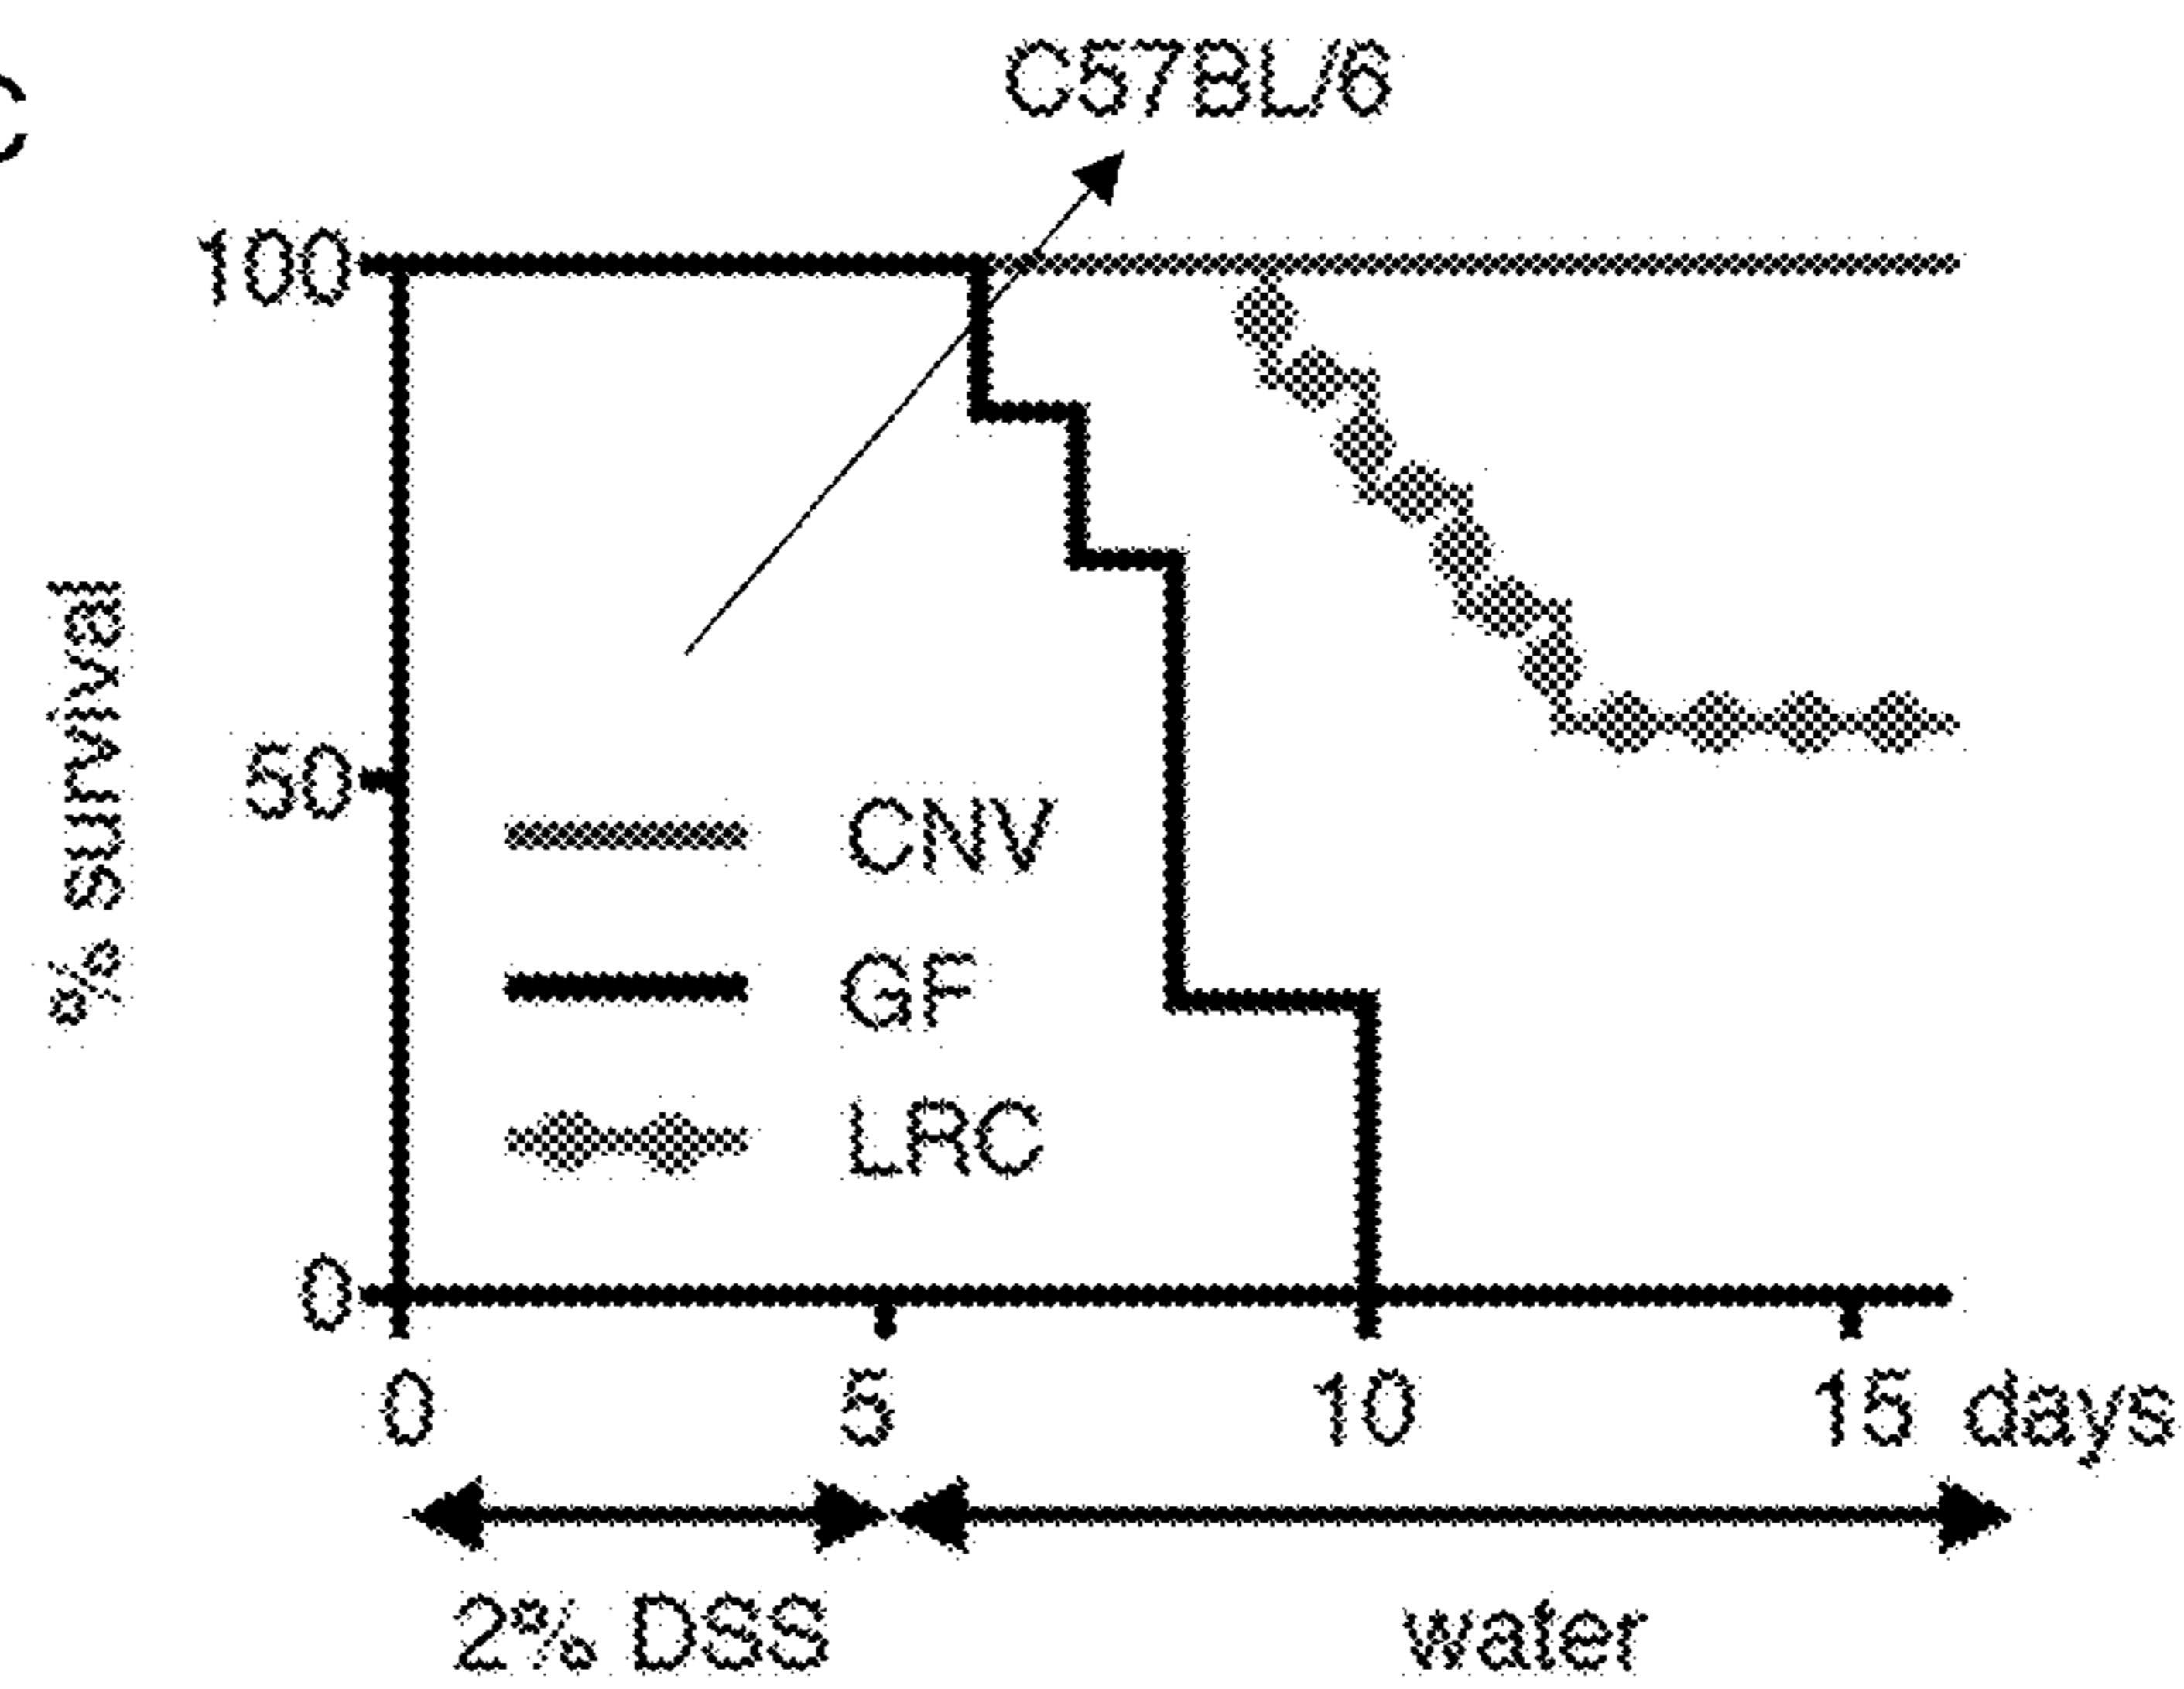 C
C57BL/6
100
% survival
50
CNV
GF
LRC
0
0 5 10 15 days
2% DSS water